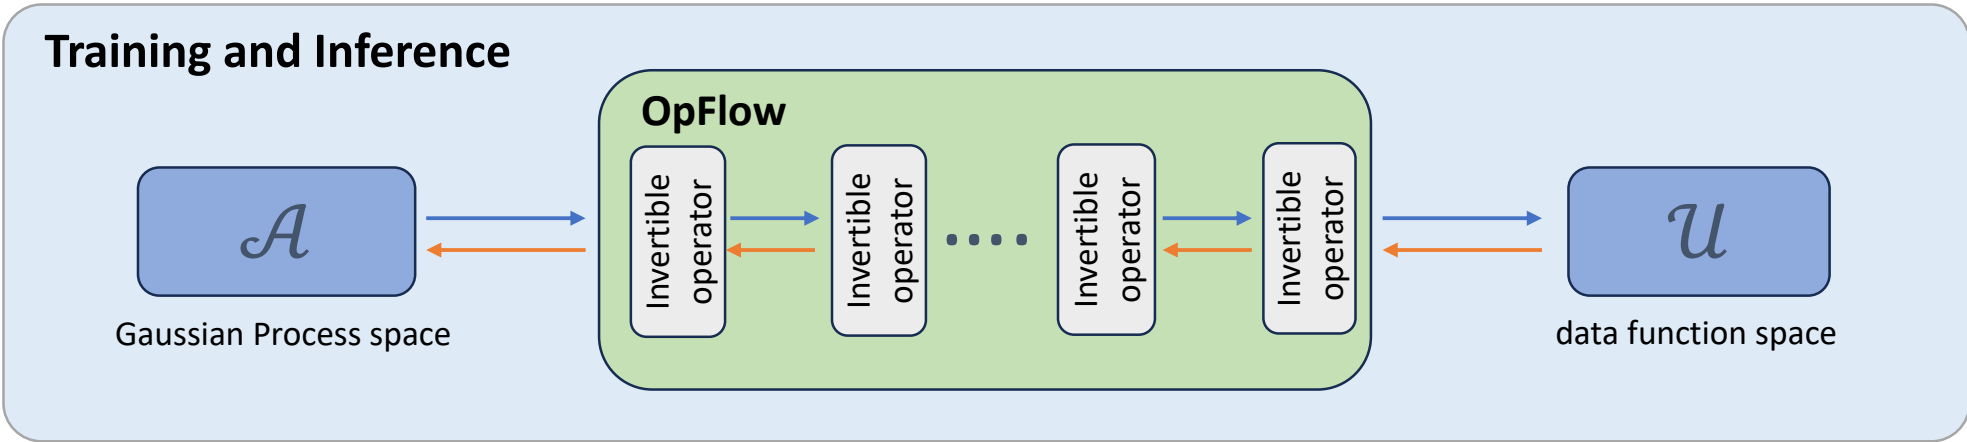 Training and Inference
OpFlow
𝒜
Gaussian Process space
Invertible
operator
Invertible
operator
....
Invertible
operator
Invertible
operator
𝒰
data function space